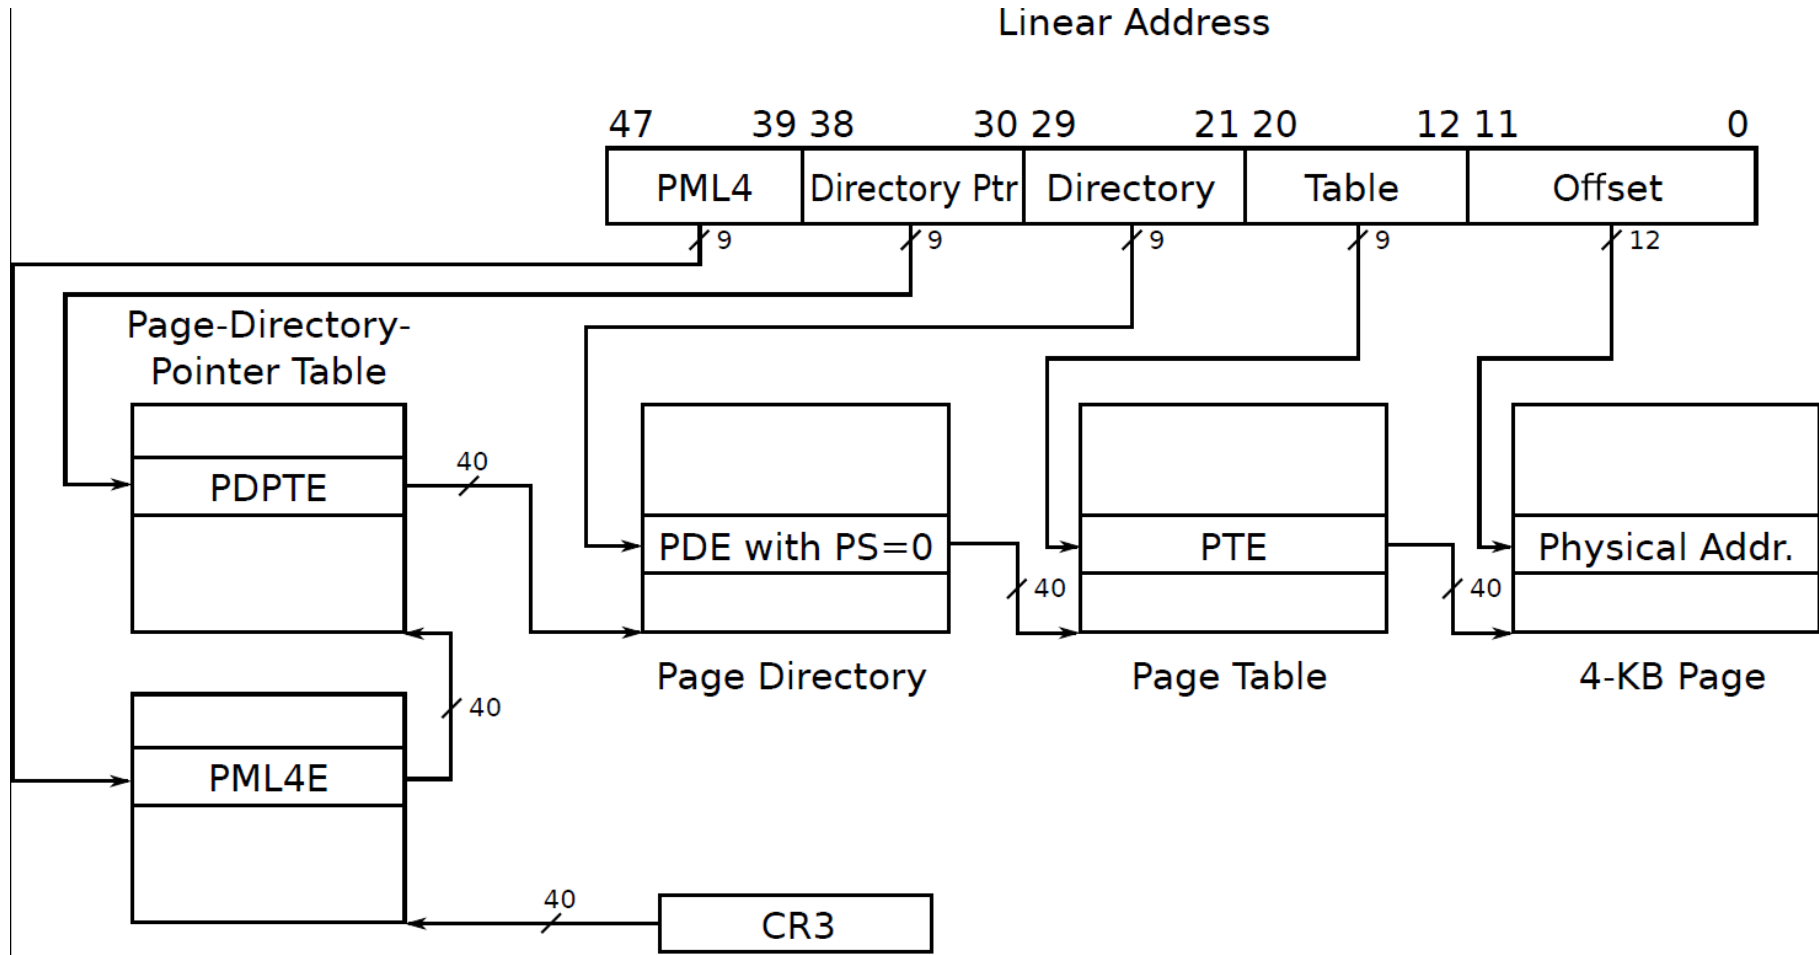 Linear Address
47 39 38 30 29 21 20 12 11 0
PML4 Directory Ptr Directory Table Offset
9 9 9 9 12
Page-Directory-
Pointer Table
PDPTE
40
PDE with PS=0
40
PTE
40
Physical Addr.
Page Directory
Page Table
4-KB Page
40
PML4E
40
CR3